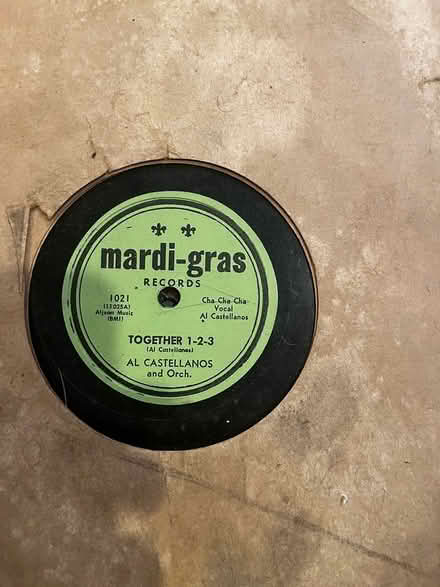 mardi-gras
RECORDS
1021
(11025A)
Aljean Music
(BMI)
Cha-Cha-Cha
Vocal
Al Castellanos
TOGETHER 1-2-3
(Al Castellanos)
AL CASTELLANOS
and Orch.